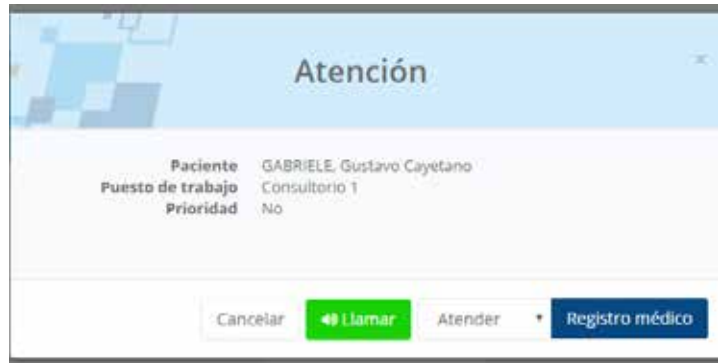 Atención
×
Paciente GABRIELE, Gustavo Cayetano
Puesto de trabajo Consultorio 1
Prioridad No
Cancelar Llamar Atender Registro médico